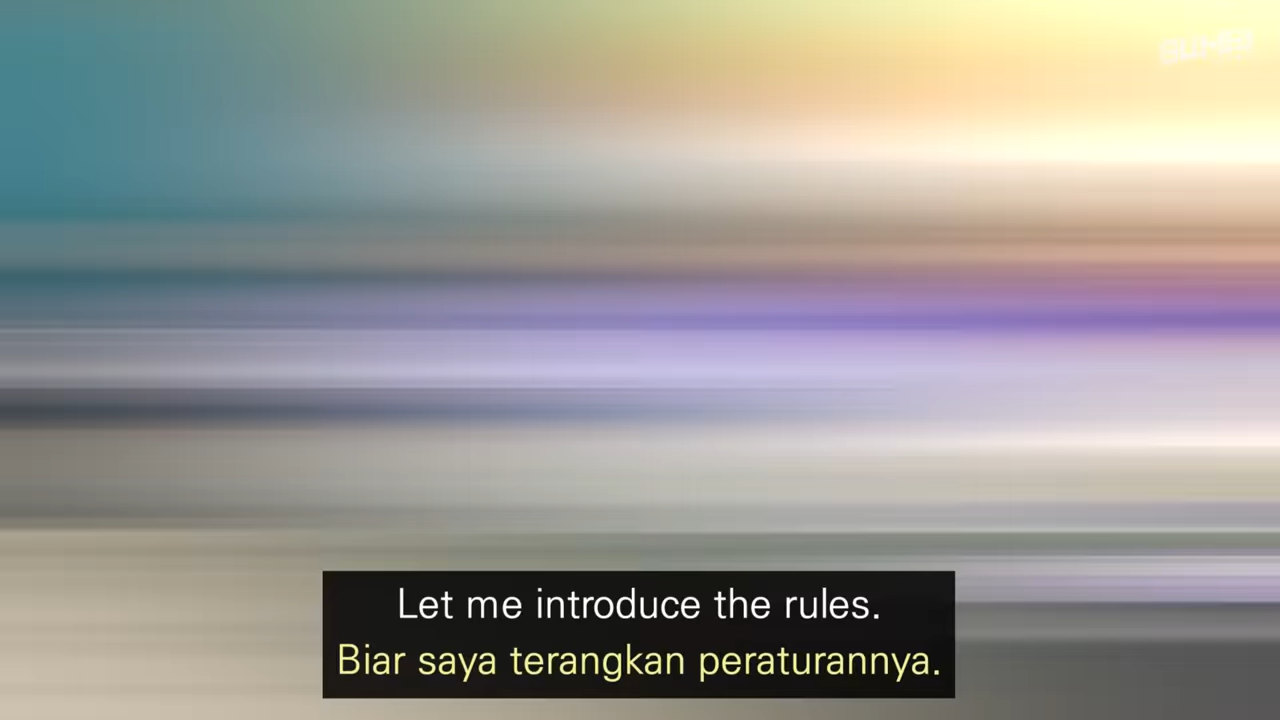 Let me introduce the rules.
Biar saya terangkan peraturannya.